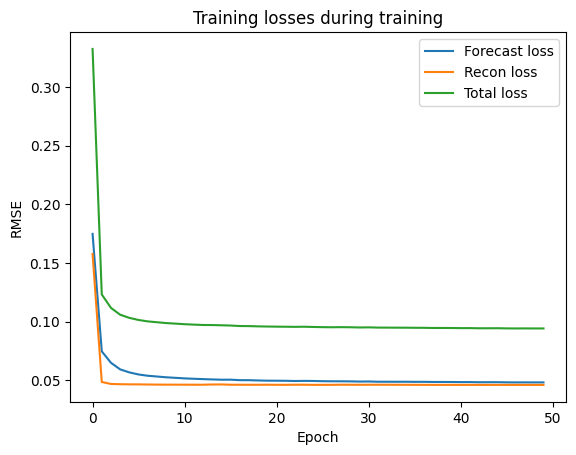 Training losses during training
Forecast loss
Recon loss
Total loss
0.30
0.25
0.20
0.15
0.10
0.05
RMSE
0
10
20
30
40
50
Epoch